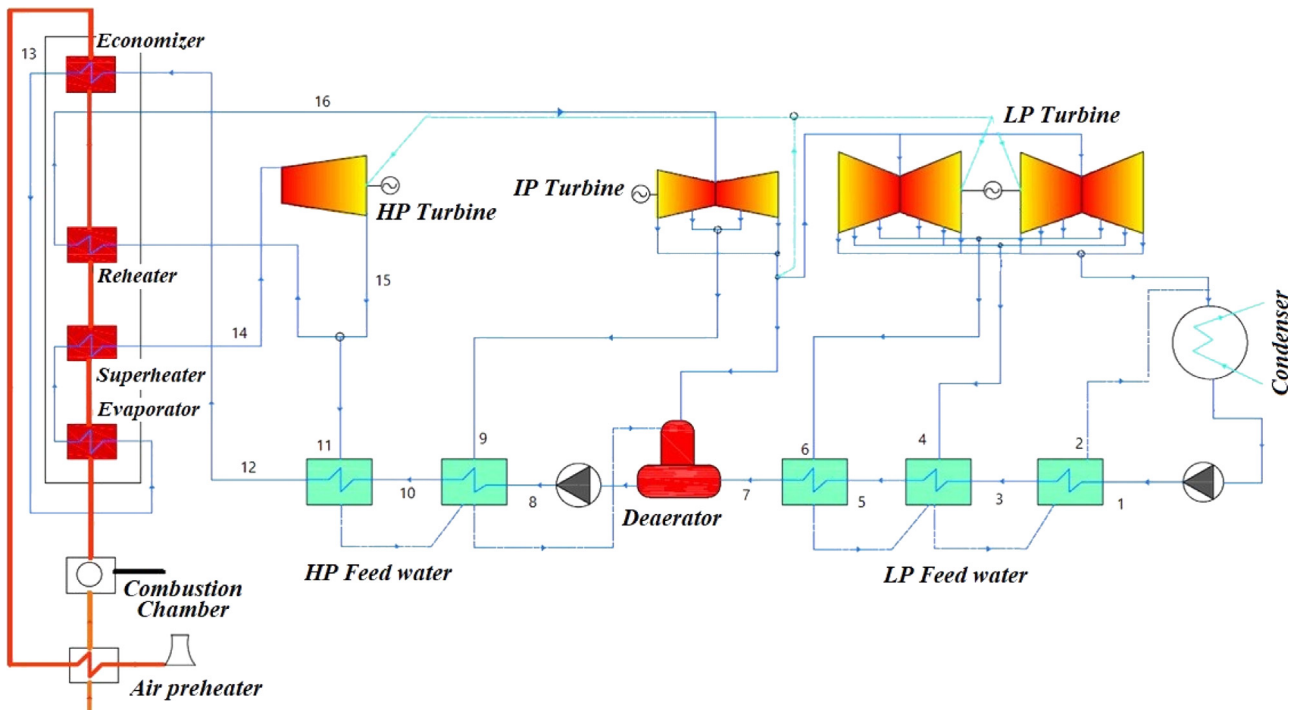 Economizer
13
16
LP Turbine
IP Turbine
HP Turbine
Reheater
15
14
Superheater
Condenser
Evaporator
11
9
6
4
2
12
10
8
7
5
3
1
Deaerator
HP Feed water
LP Feed water
Combustion
Chamber
Air preheater